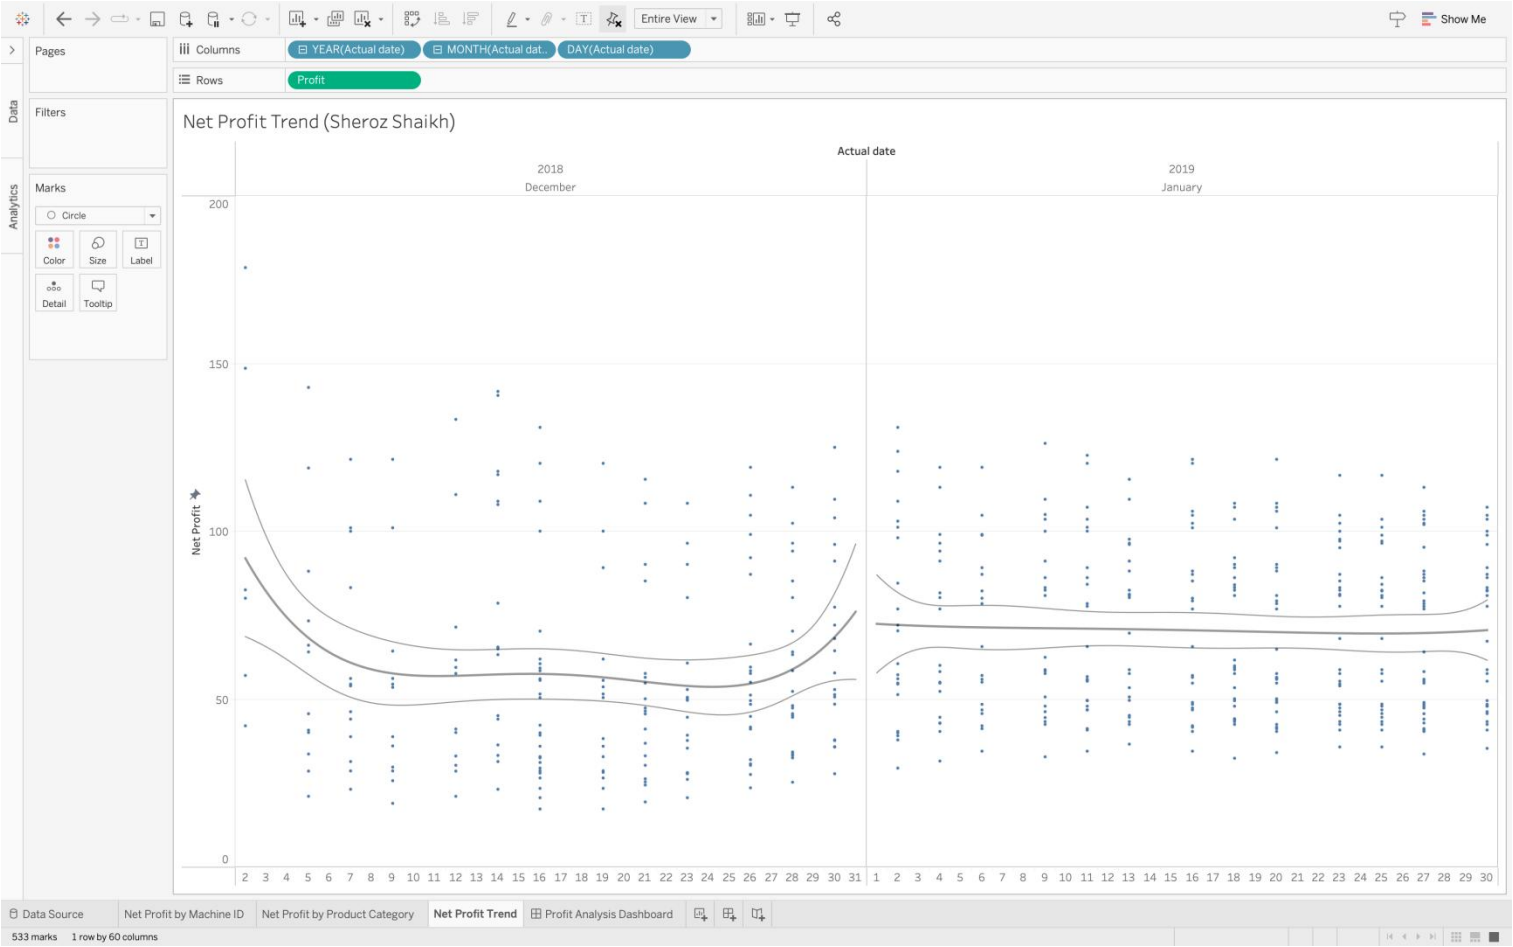 Entire View
Show Me
Pages
iii Columns
YEAR(Actual date)
MONTH(Actual dat..
DAY(Actual date)
Rows
Profit
Data
Analytics
Filters
Marks
Circle
Color
Size
Label
Detail
Tooltip
Net Profit Trend (Sheroz Shaikh)
Actual date
2018
2019
December
January
200
150
100
50
0
Net Profit
2 3 4 5 6 7 8 9 10 11 12 13 14 15 16 17 18 19 20 21 22 23 24 25 26 27 28 29 30 31 1 2 3 4 5 6 7 8 9 10 11 12 13 14 15 16 17 18 19 20 21 22 23 24 25 26 27 28 29 30
Data Source
Net Profit by Machine ID
Net Profit by Product Category
Net Profit Trend
Profit Analysis Dashboard
533 marks 1 row by 60 columns